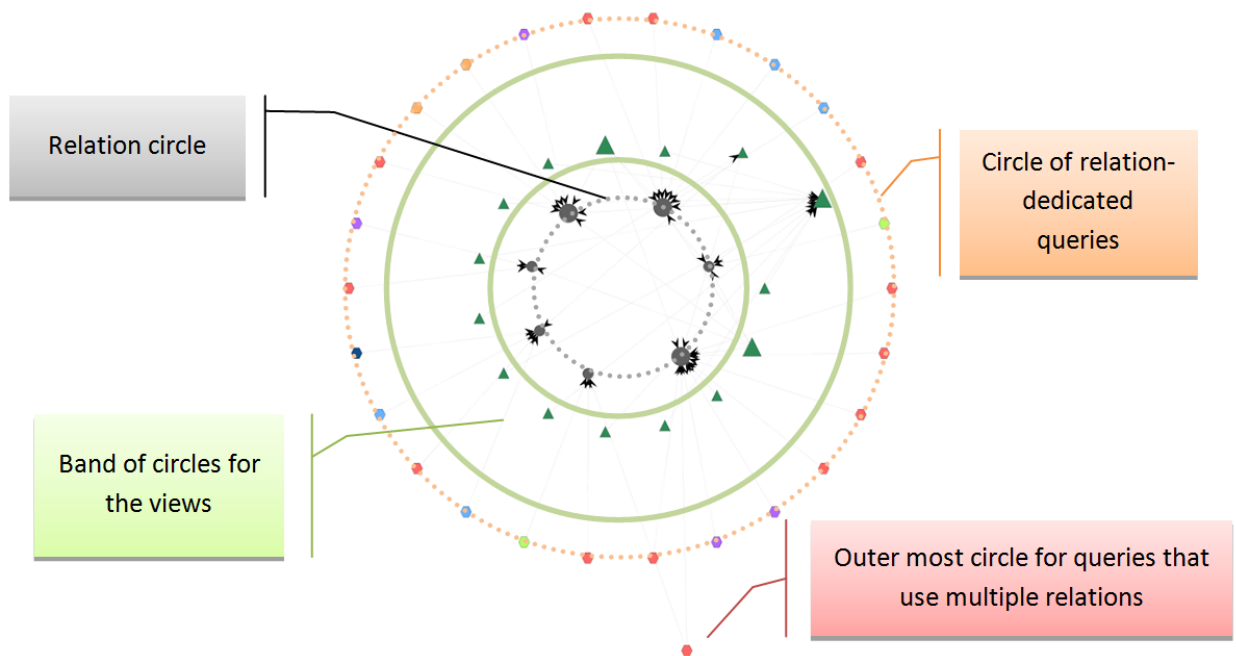 Relation circle
Circle of relation-
dedicated
queries
Band of circles for
the views
Outer most circle for queries that
use multiple relations